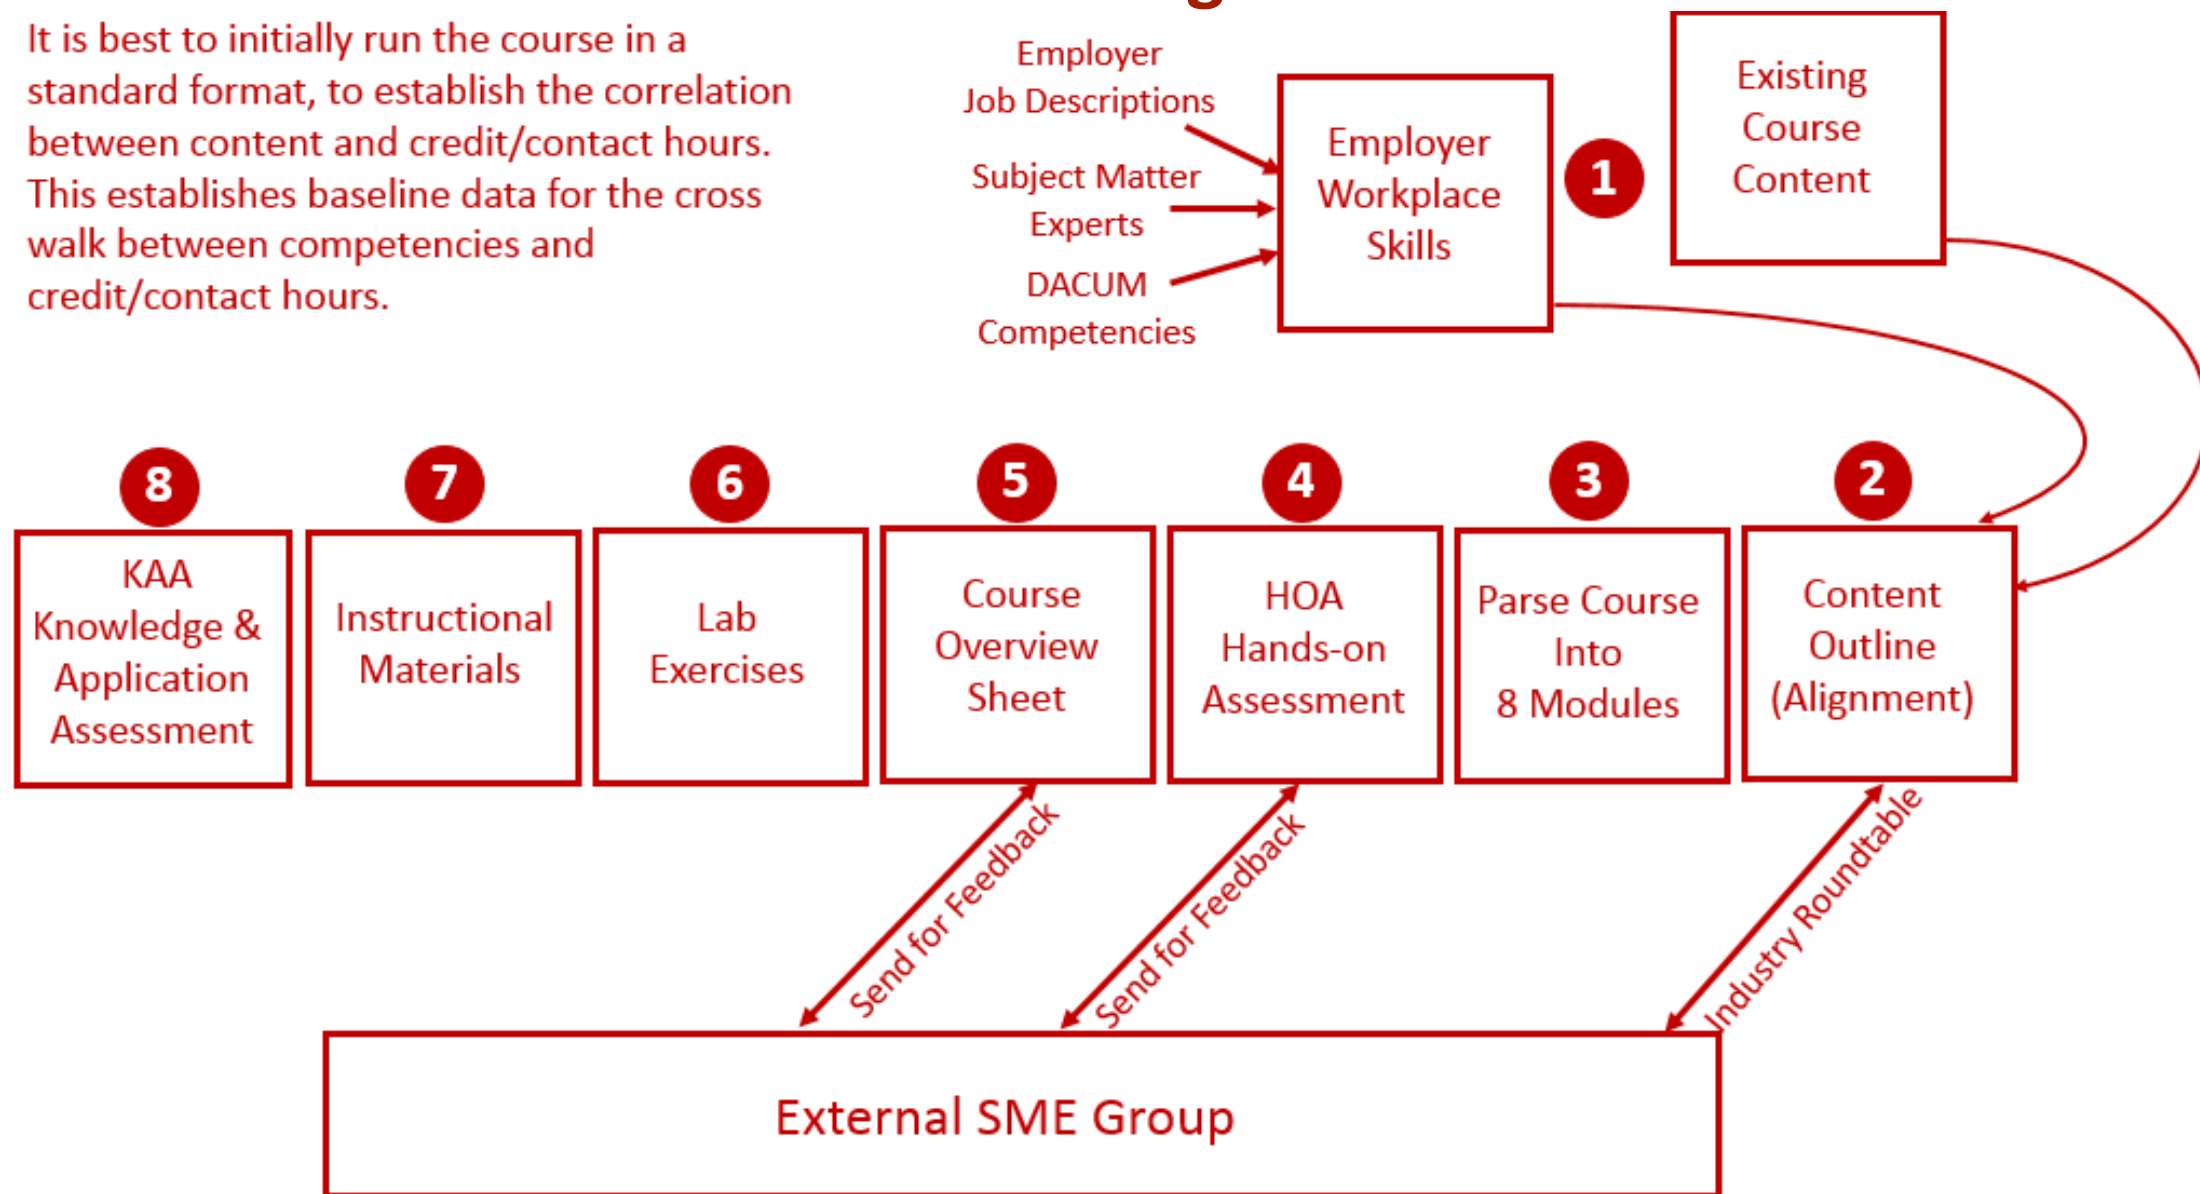 It is best to initially run the course in a
standard format, to establish the correlation
between content and credit/contact hours.
This establishes baseline data for the cross
walk between competencies and
credit/contact hours.
Employer
Job Descriptions
Subject Matter
Experts
DACUM
Competencies
Employer
Workplace
Skills
1
Existing
Course
Content
8
7
6
5
4
3
2
KAA
Knowledge &
Application
Assessment
Instructional
Materials
Lab
Exercises
Course
Overview
Sheet
HOA
Hands-on
Assessment
Parse Course
Into
8 Modules
Content
Outline
(Alignment)
Send for Feedback
Send for Feedback
Industry Roundtable
External SME Group